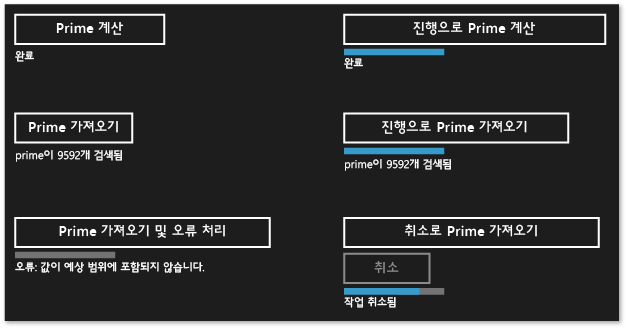 Prime 계산
완료
진행으로 Prime 계산
완료
Prime 가져오기
prime이 9592개 검색됨
진행으로 Prime 가져오기
prime이 9592개 검색됨
Prime 가져오기 및 오류 처리
오류: 값이 예상 범위에 포함되지 않습니다.
취소로 Prime 가져오기
취소
작업 취소됨